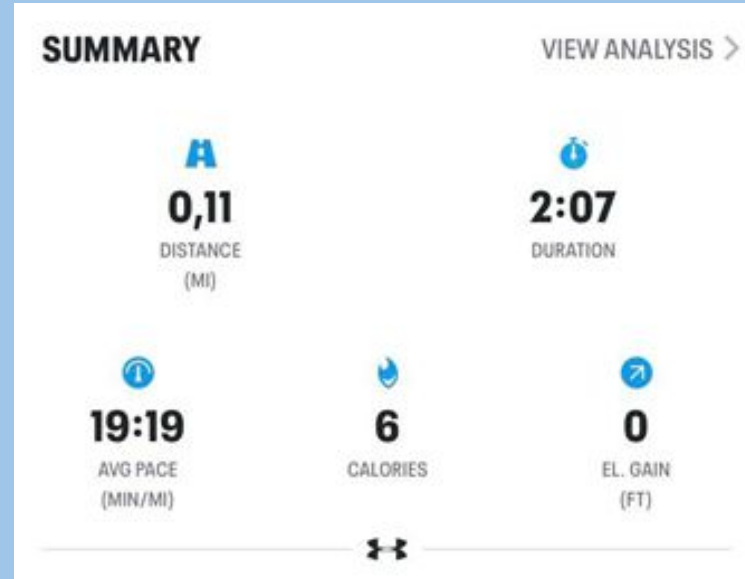 SUMMARY
VIEW ANALYSIS >
0,11
2:07
DISTANCE
(MI)
DURATION
19:19
6
0
AVG PACE
(MIN/MI)
CALORIES
EL. GAIN
(FT)